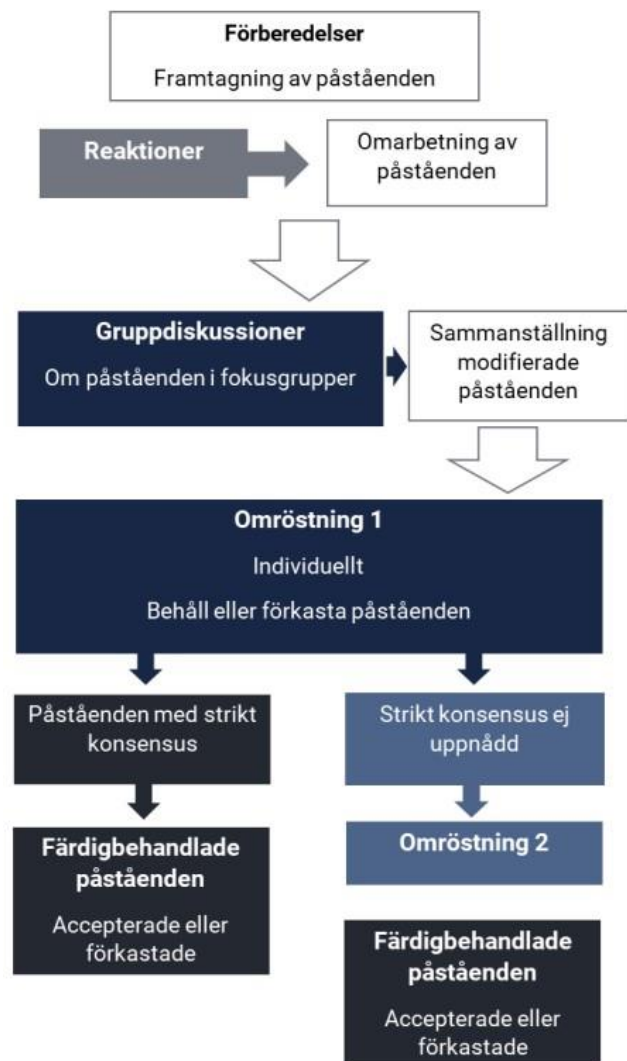 Förberedelser
Framtagning av påståenden
Reaktioner
Omarbetning av
påståenden
Gruppdiskussioner
Om påståenden i fokusgrupper
Sammanställning
modifierade
påståenden
Omröstning 1
Individuellt
Behåll eller förkasta påståenden
Påståenden med strikt
konsensus
Strikt konsensus ej
uppnådd
Färdigbehandlade
påståenden
Accepterade eller
förkastade
Omröstning 2
Färdigbehandlade
påståenden
Accepterade eller
förkastade